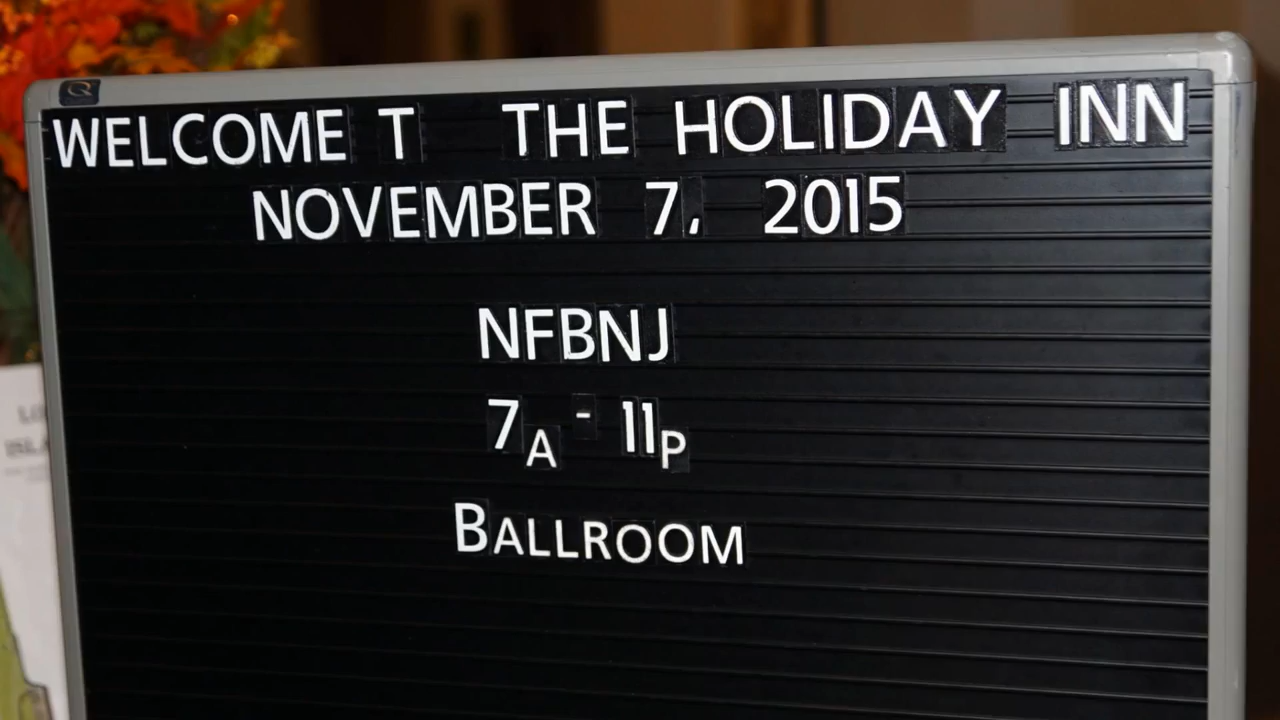 WELCOME T THE HOLIDAY INN
NOVEMBER 7, 2015
NFBNJ
7A - 11P
BALLROOM